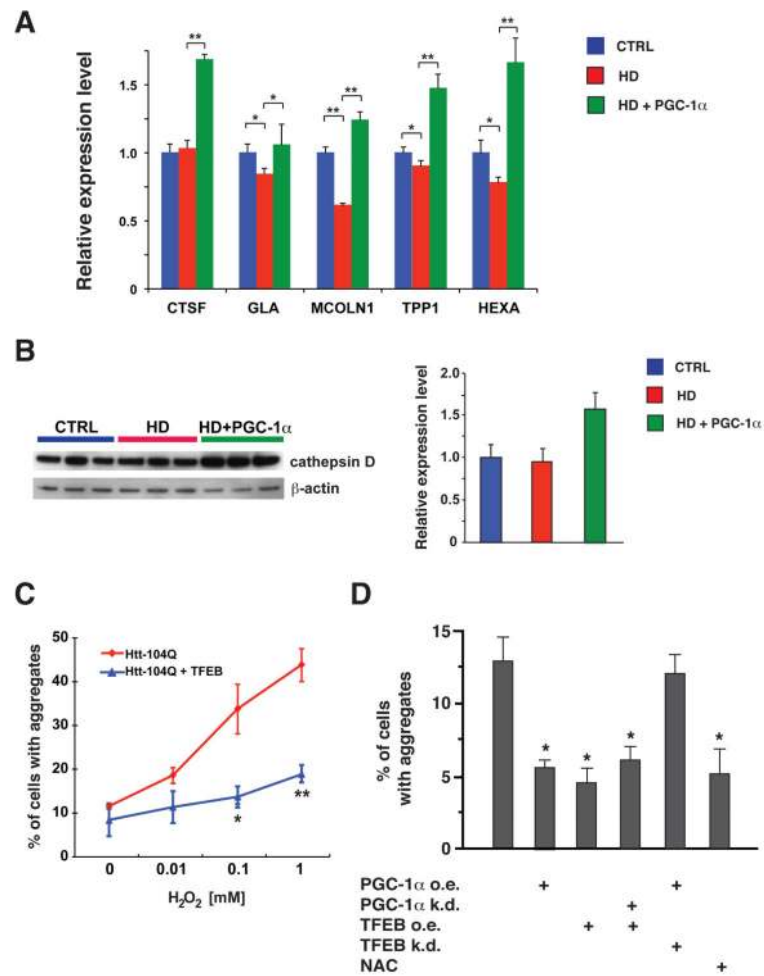 A
Relative expression level
1.5
1.0
0.5
0
** * * ** ** * ** * **
CTSF GLA MCOLN1 TPP1 HEXA
CTRL
HD
HD + PGC-1α
B
CTRL HD HD+PGC-1α
cathepsin D
β-actin
Relative expression level
2.0
1.5
1.0
0.5
0.0
CTRL
HD
HD + PGC-1α
C
% of cells with aggregates
50
40
30
20
10
0
Htt-104Q
Htt-104Q + TFEB
* **
0 0.01 0.1 1
H₂O₂ [mM]
D
% of cells
with aggregates
15
10
5
0
* * * *
PGC-1α o.e. + +
PGC-1α k.d. +
TFEB o.e. + +
TFEB k.d. +
NAC +